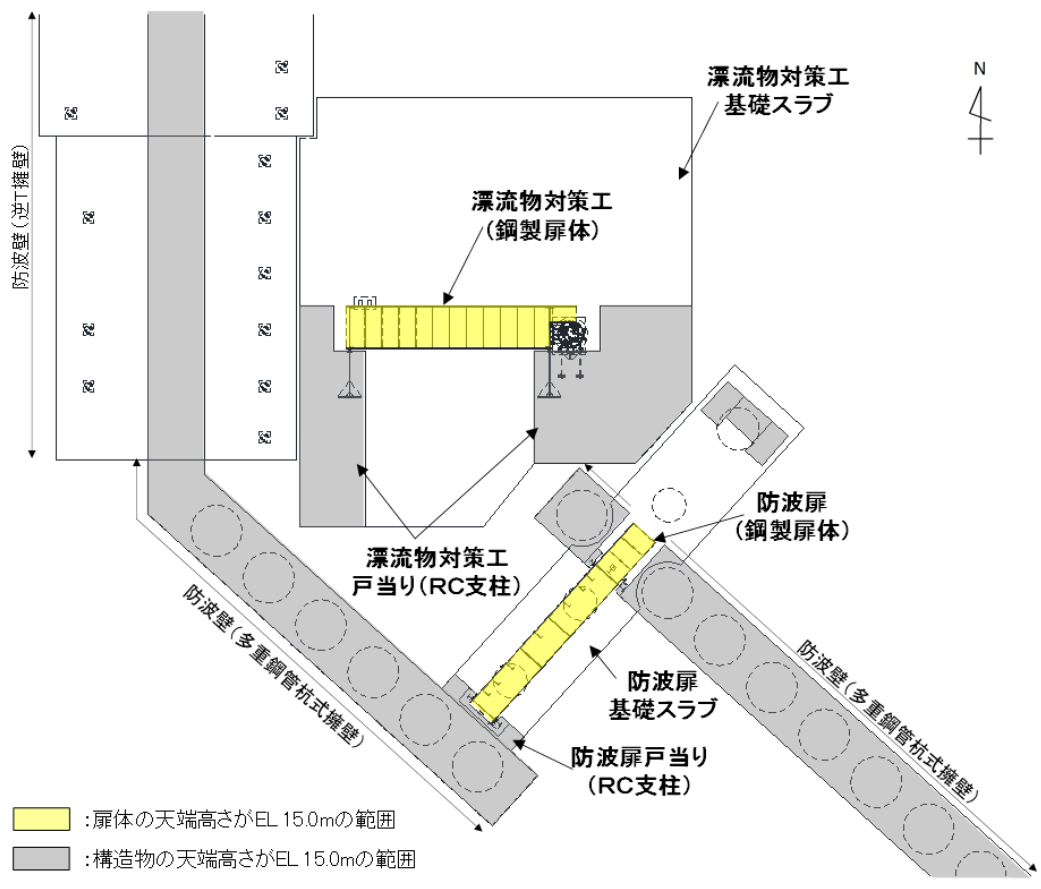 漂流物対策工
基礎スラブ
N
漂流物対策工
(鋼製扉体)
防波壁(逆T擁壁)
防波扉
(鋼製扉体)
漂流物対策工
戸当り(RC支柱)
防波壁(多重鋼管杭式擁壁)
防波扉
基礎スラブ
防波壁(多重鋼管杭式擁壁)
防波扉戸当り
(RC支柱)
:扉体の天端高さがEL 15.0mの範囲
:構造物の天端高さがEL 15.0mの範囲